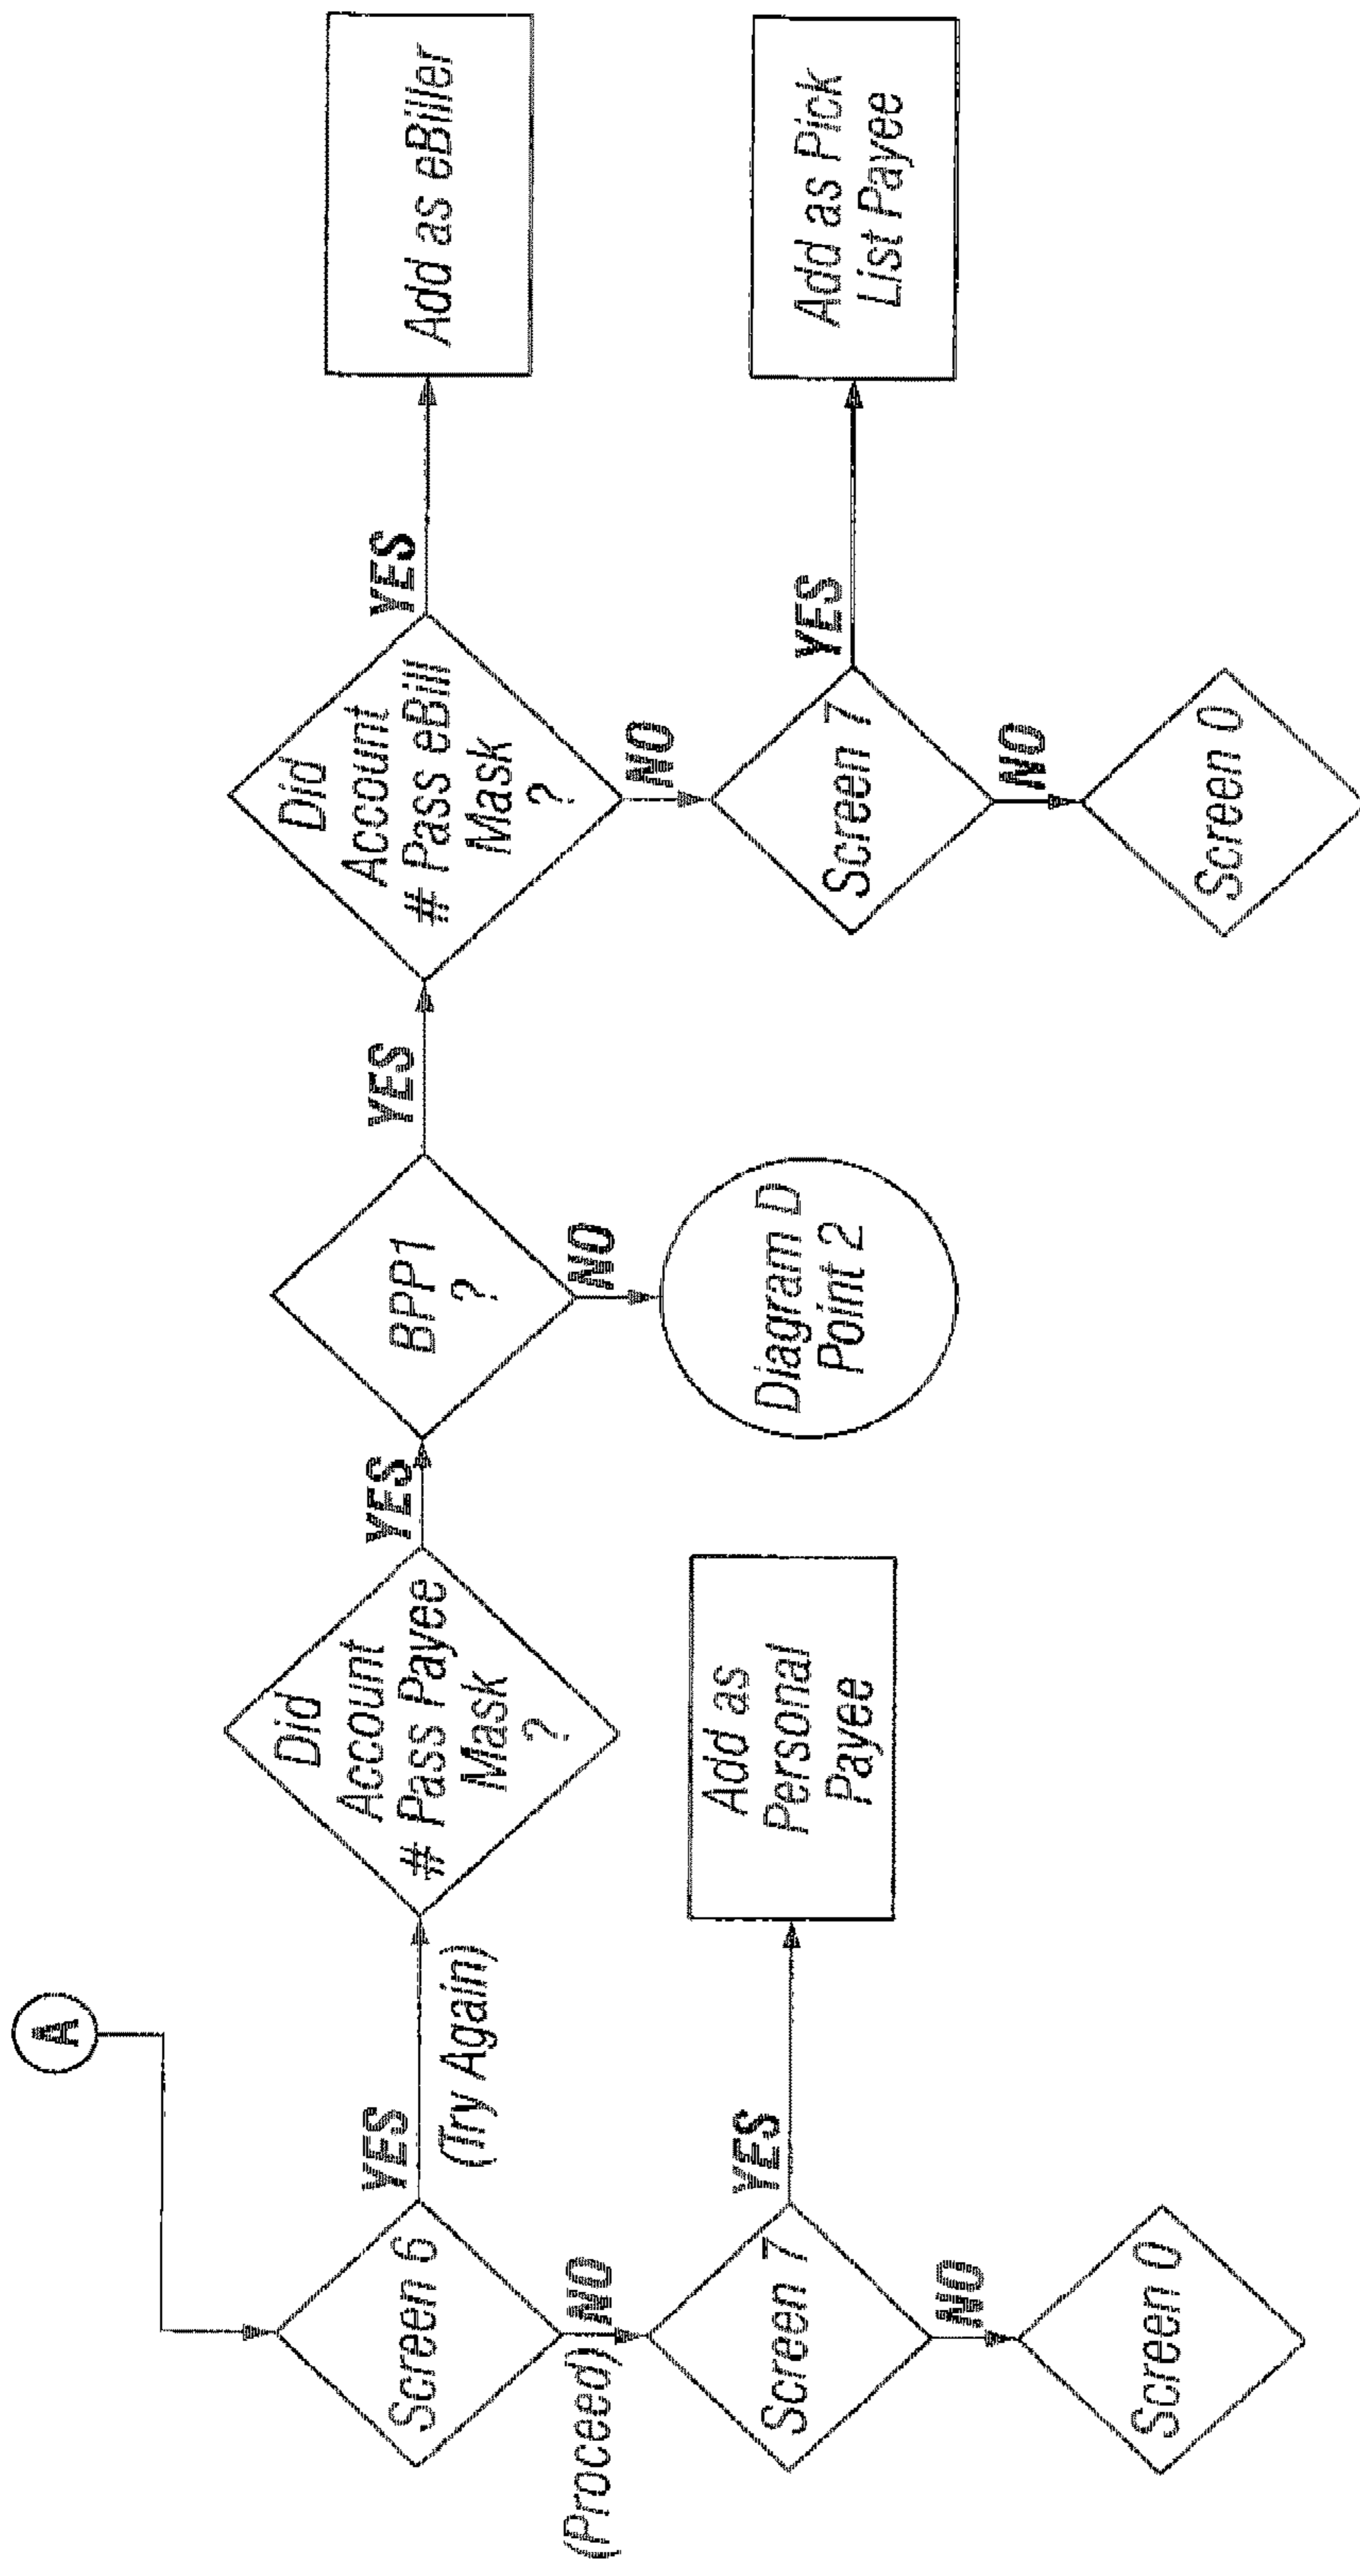 A
Screen 6
YES
(Try Again)
Did
Account
# Pass Payee
Mask
?
YES
BPP1
?
YES
Did
Account
# Pass eBill
Mask
?
YES
Add as eBiller
NO
(Proceed)
Screen 7
YES
Add as
Personal
Payee
NO
Screen 0
NO
Diagram D
Point 2
NO
Screen 7
YES
Add as Pick
List Payee
NO
Screen 0